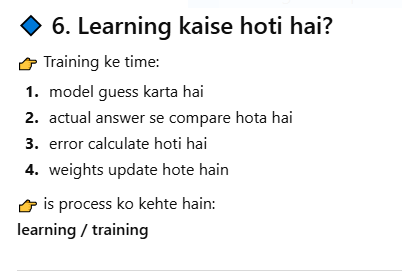 🔷 6. Learning kaise hoti hai?
👉 Training ke time:
1. model guess karta hai
2. actual answer se compare hota hai
3. error calculate hoti hai
4. weights update hote hain
👉 is process ko kehte hain:
learning / training